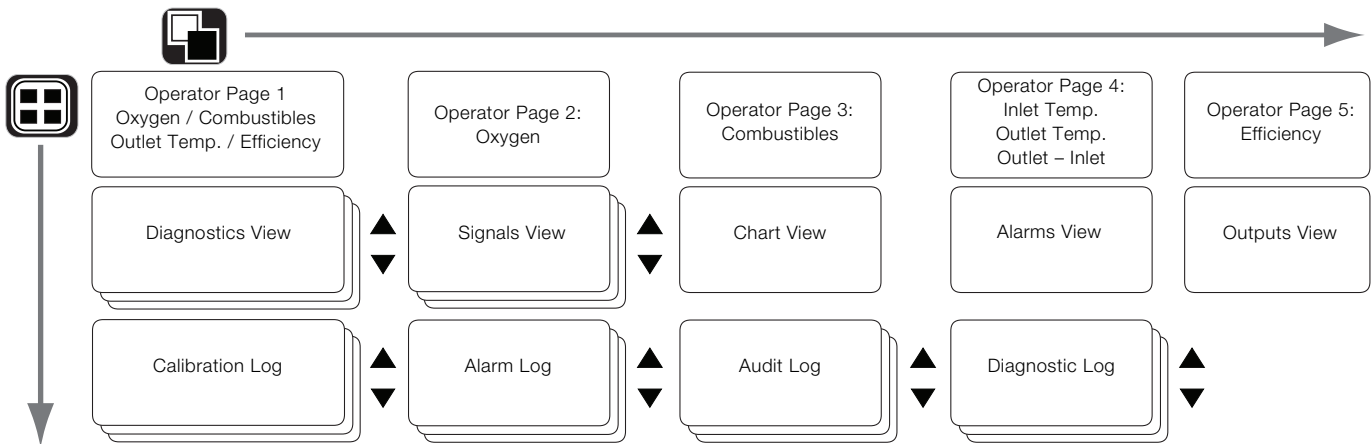 Operator Page 1
Oxygen / Combustibles
Outlet Temp. / Efficiency
Operator Page 2:
Oxygen
Operator Page 3:
Combustibles
Operator Page 4:
Inlet Temp.
Outlet Temp.
Outlet – Inlet
Operator Page 5:
Efficiency
Diagnostics View
Signals View
Chart View
Alarms View
Outputs View
Calibration Log
Alarm Log
Audit Log
Diagnostic Log